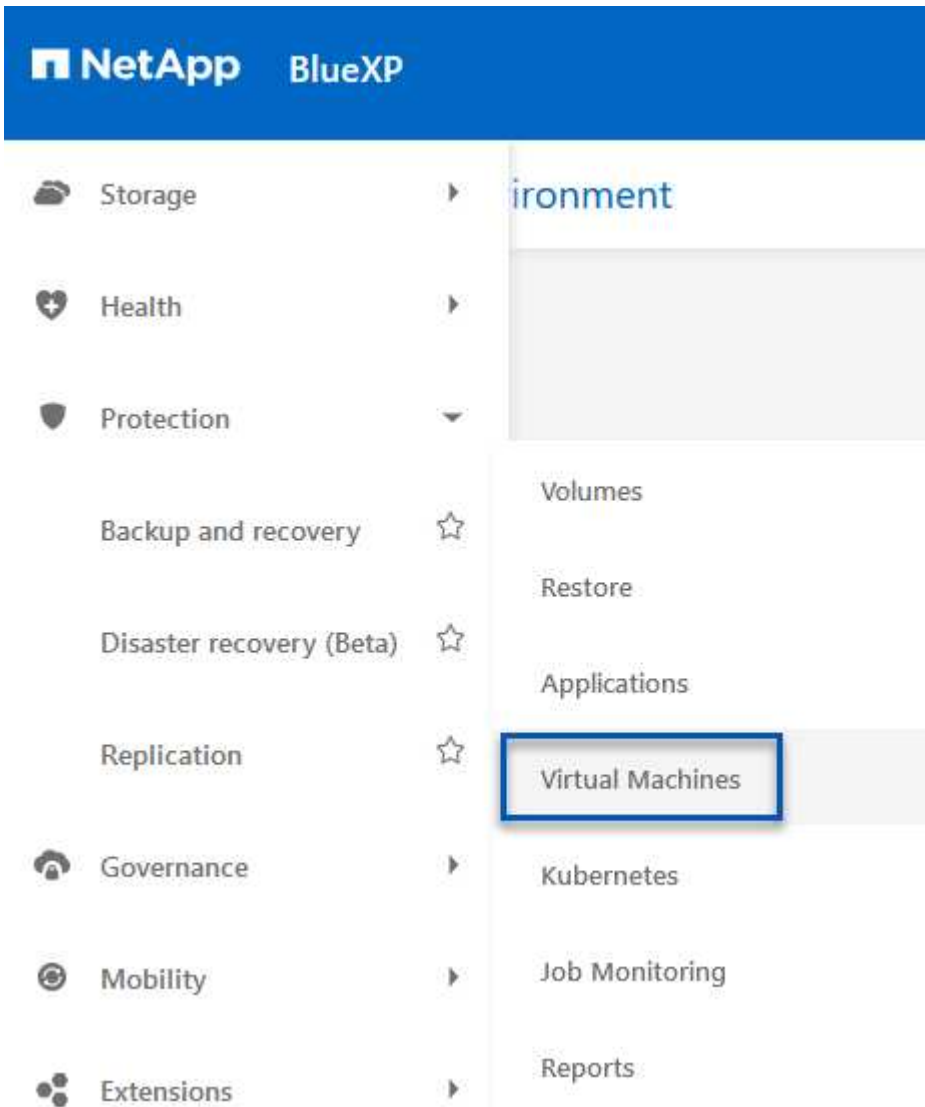 NetApp BlueXP
Storage
ironment
Health
Protection
Backup and recovery
Disaster recovery (Beta)
Replication
Governance
Mobility
Extensions
Volumes
Restore
Applications
Virtual Machines
Kubernetes
Job Monitoring
Reports